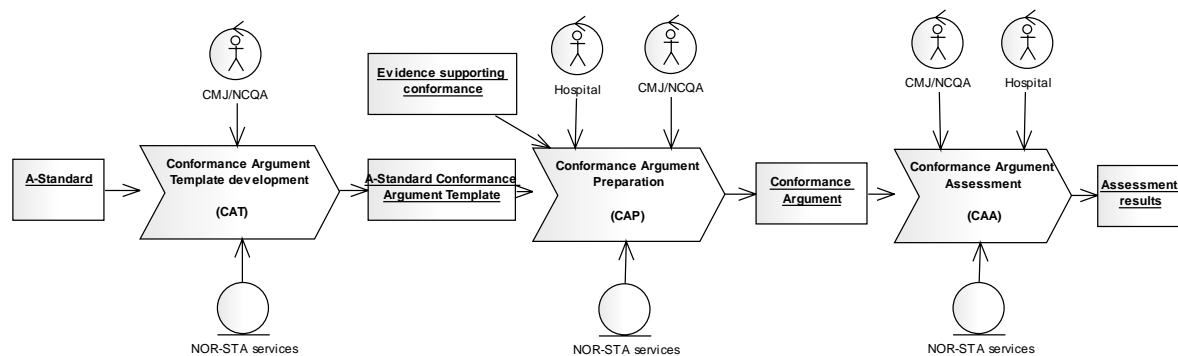 CMJ/NCQA
Evidence supporting
conformance
Hospital
CMJ/NCQA
CMJ/NCQA
Hospital
A-Standard
Conformance Argument
Template development
(CAT)
A-Standard Conformance
Argument Template
Conformance Argument
Preparation
(CAP)
Conformance
Argument
Conformance Argument
Assessment
(CAA)
Assessment
results
NOR-STA services
NOR-STA services
NOR-STA services